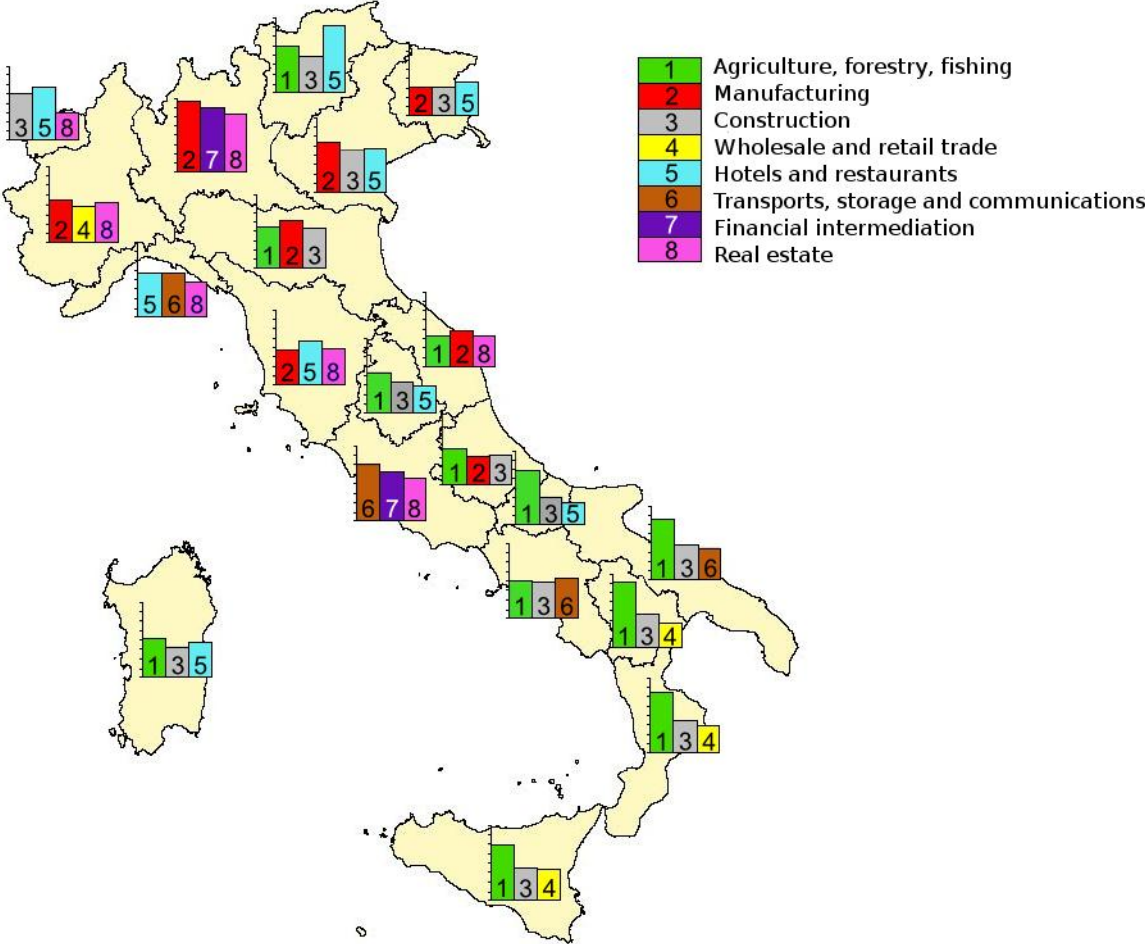 1 3 5
2 3 5
3 5 8
2 7 8
2 3 5
2 4 8
1 2 3
5 6 8
1 2 8
2 5 8
1 3 5
1 2 3
6 7 8
1 3 5
1 3 6
1 3 6
1 3 4
1 3 5
1 3 4
1 3 4
1 Agriculture, forestry, fishing
2 Manufacturing
3 Construction
4 Wholesale and retail trade
5 Hotels and restaurants
6 Transports, storage and communications
7 Financial intermediation
8 Real estate